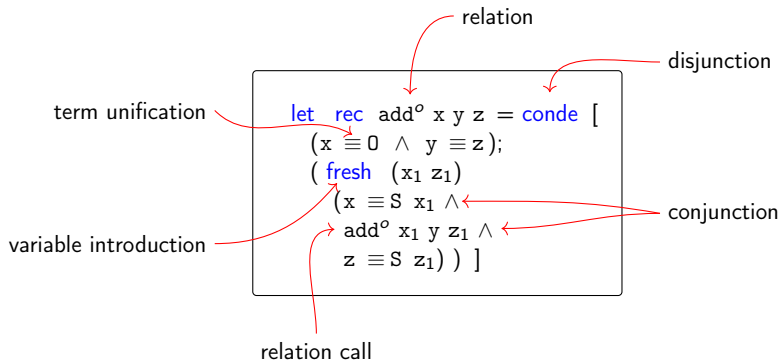 relation
disjunction
term unification
let rec addᵒ x y z = conde [
(x ≡ O ∧ y ≡ z);
( fresh (x₁ z₁)
(x ≡ S x₁ ∧
conjunction
addᵒ x₁ y z₁ ∧
variable introduction
z ≡ S z₁) ) ]
relation call